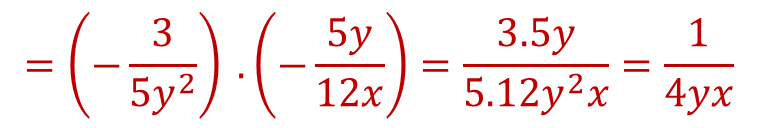 = (−3/5y²) . (−5y/12x) = 3.5y/5.12y²x = 1/4yx